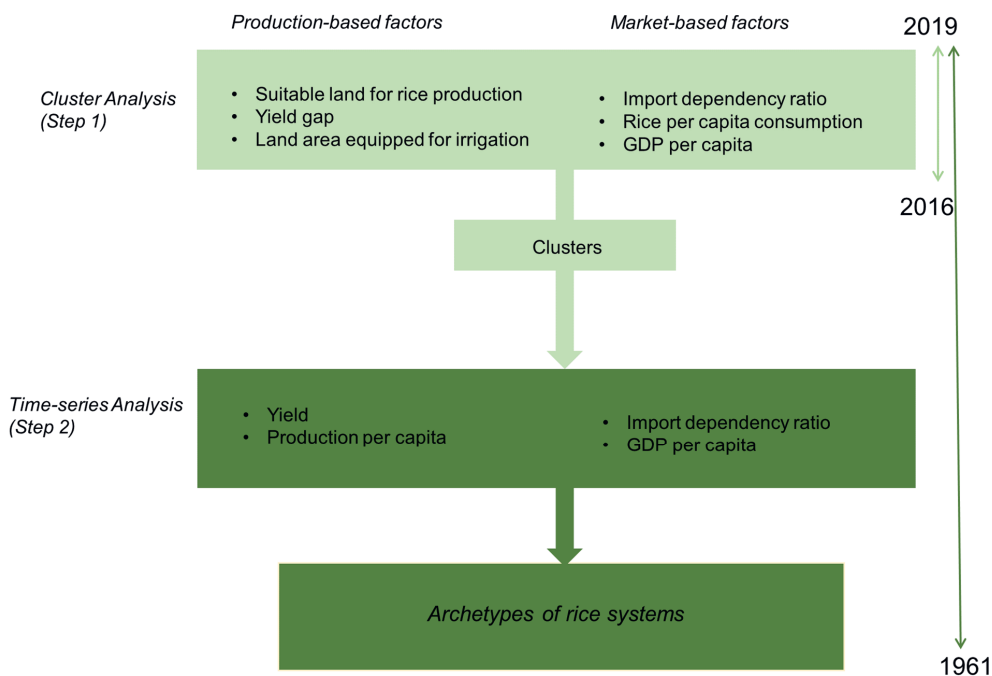 Production-based factors
Market-based factors
2019
Cluster Analysis
(Step 1)
• Suitable land for rice production
• Yield gap
• Land area equipped for irrigation
• Import dependency ratio
• Rice per capita consumption
• GDP per capita
2016
Clusters
Time-series Analysis
(Step 2)
• Yield
• Production per capita
• Import dependency ratio
• GDP per capita
Archetypes of rice systems
1961